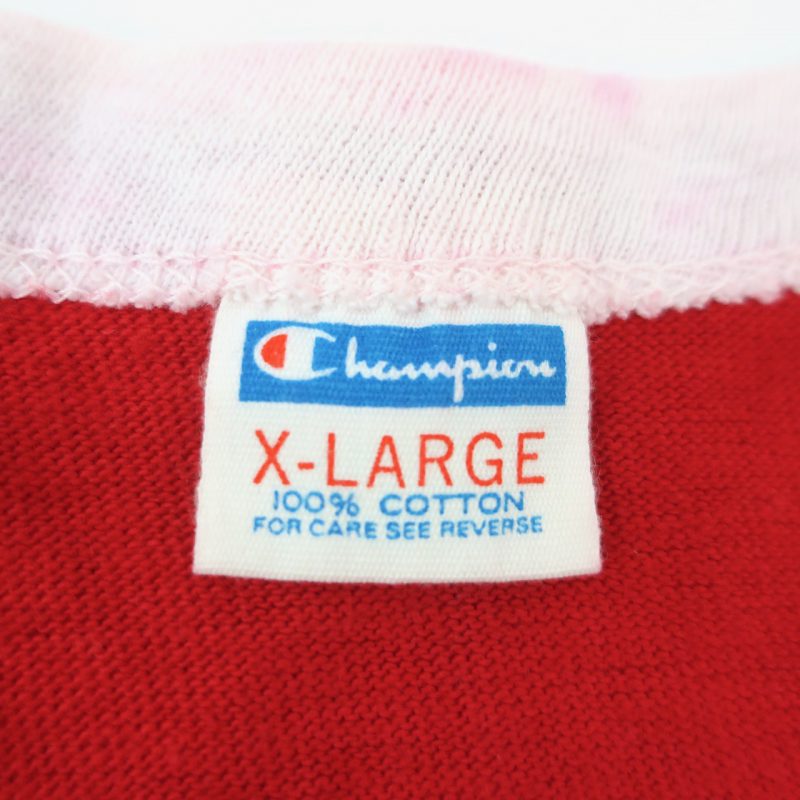 Champion
X-LARGE
100% COTTON
FOR CARE SEE REVERSE